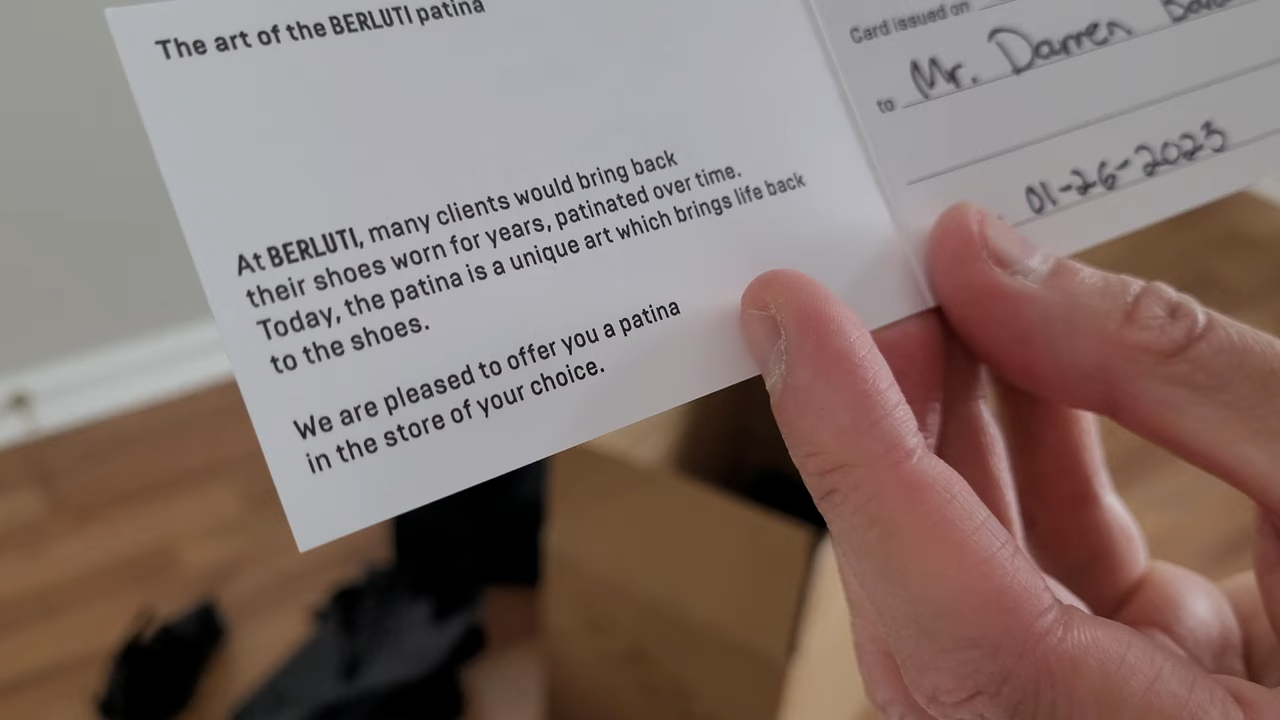 The art of the BERLUTI patina
At BERLUTI, many clients would bring back
their shoes worn for years, patinated over time.
Today, the patina is a unique art which brings life back
to the shoes.
We are pleased to offer you a patina
in the store of your choice.
Card issued on
to Mr. Darren
01-26-2023